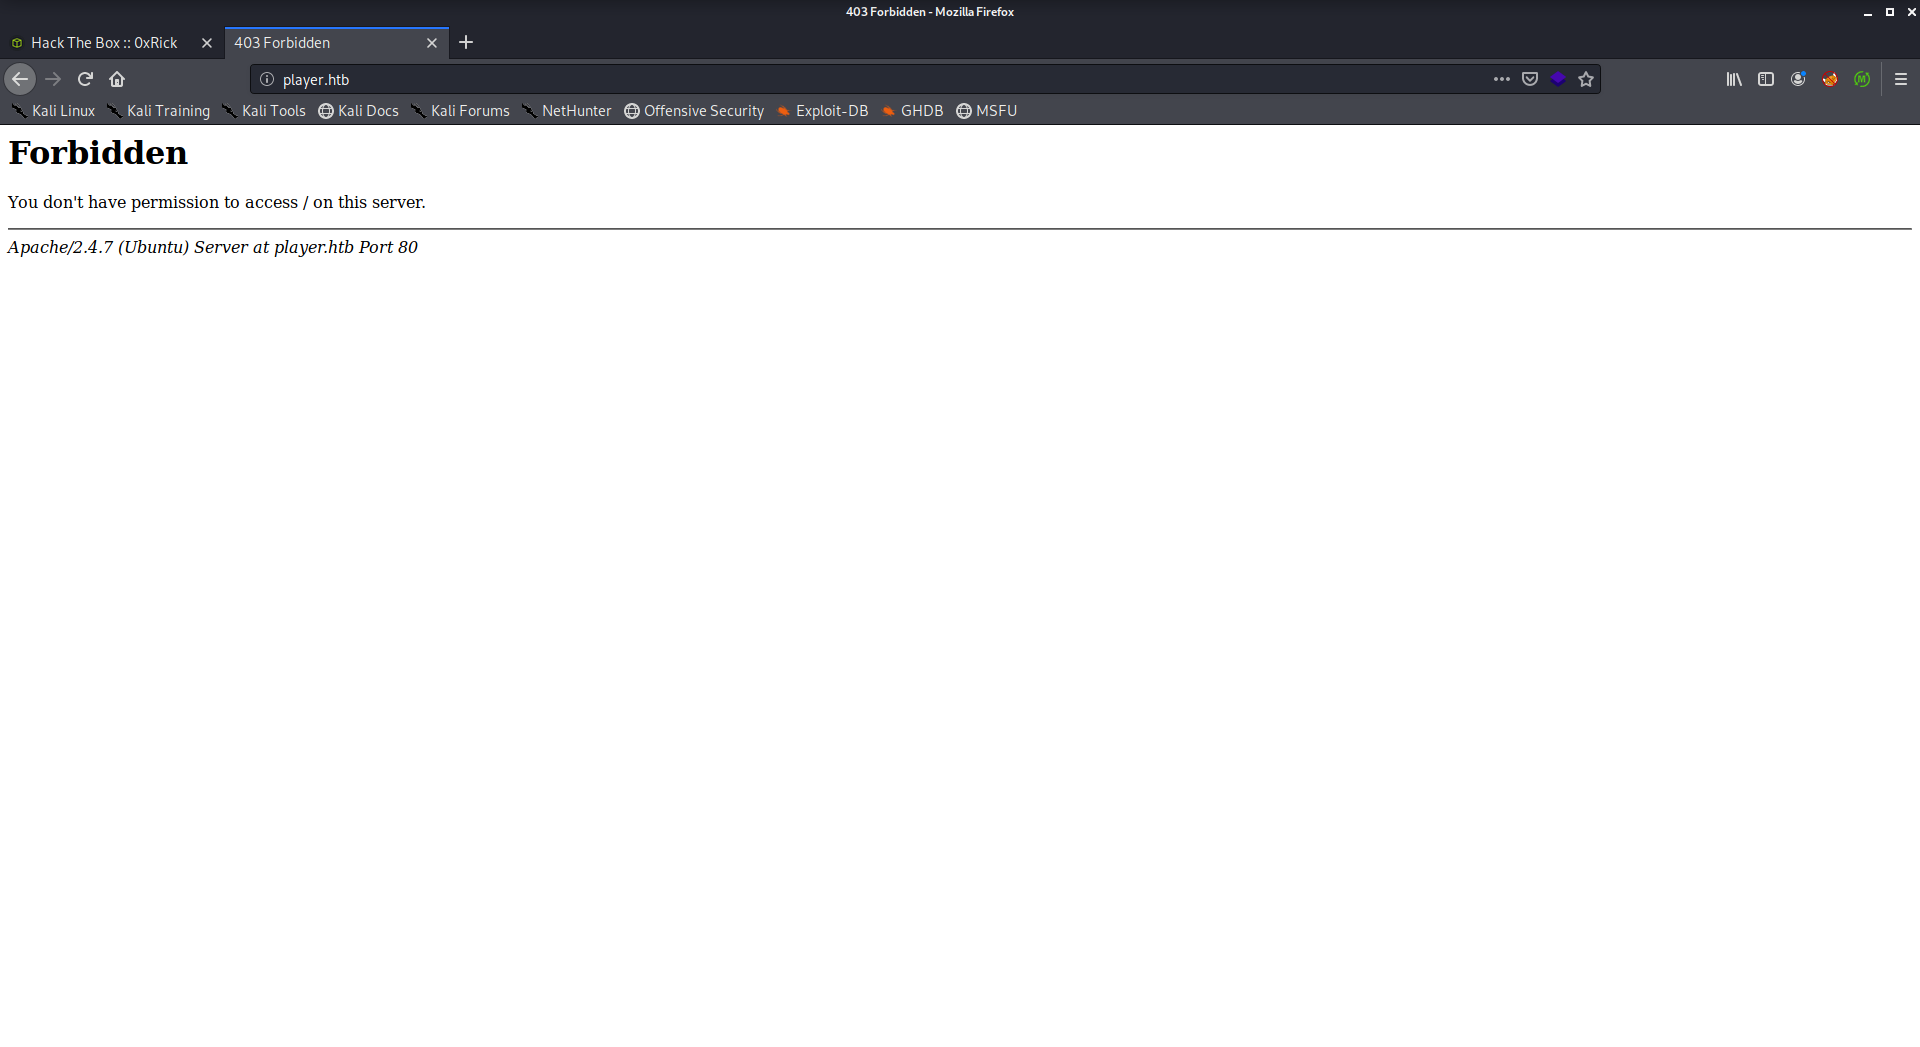 403 Forbidden - Mozilla Firefox
Hack The Box :: 0xRick
403 Forbidden
player.htb
Kali Linux Kali Training Kali Tools Kali Docs Kali Forums NetHunter Offensive Security Exploit-DB GHDB MSFU
Forbidden
You don't have permission to access / on this server.
Apache/2.4.7 (Ubuntu) Server at player.htb Port 80